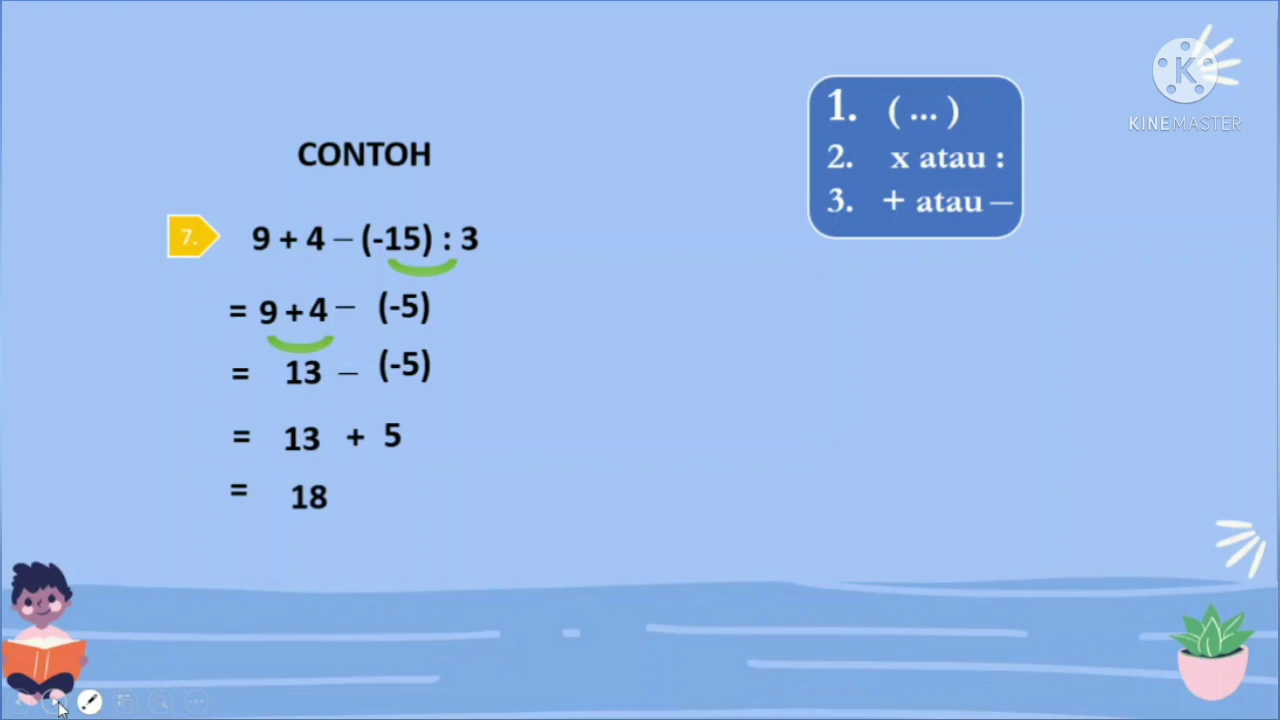 K
KINEMASTER
1. ( ... )
2. x atau :
3. + atau –
CONTOH
7. 9 + 4 – (-15) : 3
= 9 + 4 – (-5)
= 13 – (-5)
= 13 + 5
= 18